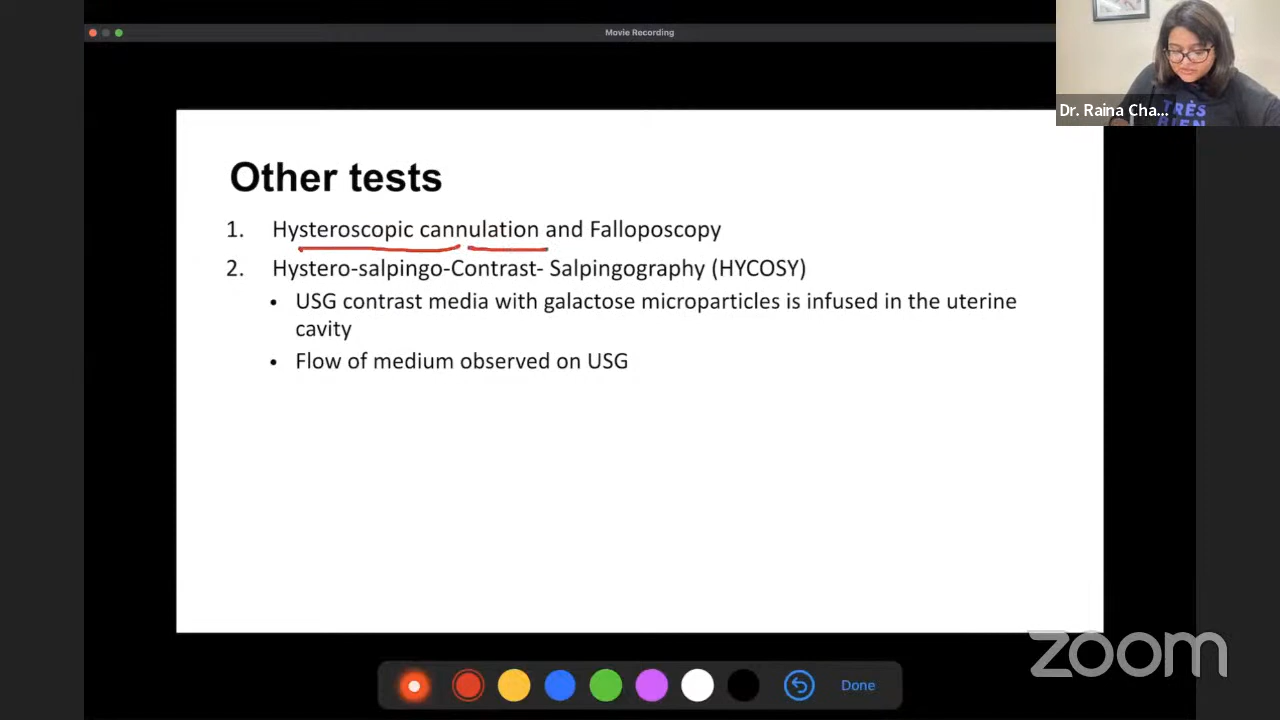 Movie Recording
Dr. Raina Cha...
TRÈS
BIEN
Other tests
1. Hysteroscopic cannulation and Falloposcopy
2. Hystero-salpingo-Contrast- Salpingography (HYCOSY)
• USG contrast media with galactose microparticles is infused in the uterine
cavity
• Flow of medium observed on USG
zoom
Done